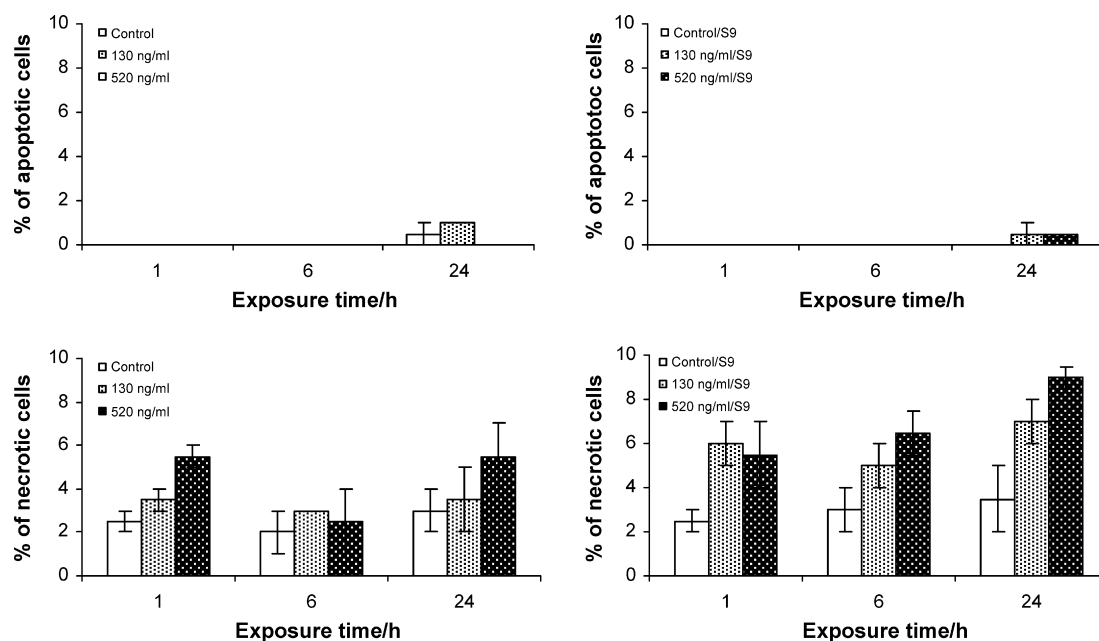 % of apoptotic cells
10
8
6
4
2
0
Control
130 ng/ml
520 ng/ml
1
6
24
Exposure time/h
% of apoptotoc cells
10
8
6
4
2
0
Control/S9
130 ng/ml/S9
520 ng/ml/S9
1
6
24
Exposure time/h
% of necrotic cells
10
8
6
4
2
0
Control
130 ng/ml
520 ng/ml
1
6
24
Exposure time/h
% of necrotic cells
10
8
6
4
2
0
Control/S9
130 ng/ml/S9
520 ng/ml/S9
1
6
24
Exposure time/h